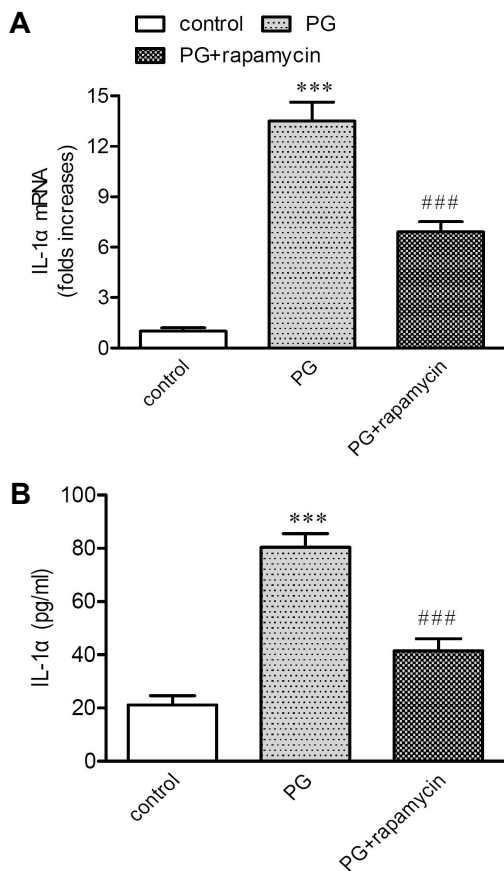 A
control PG
PG+rapamycin
IL-1α mRNA
(folds increases)
15
12
9
6
3
0
***
###
control
PG
PG+rapamycin
B
IL-1α (pg/ml)
100
80
60
40
20
0
***
###
control
PG
PG+rapamycin